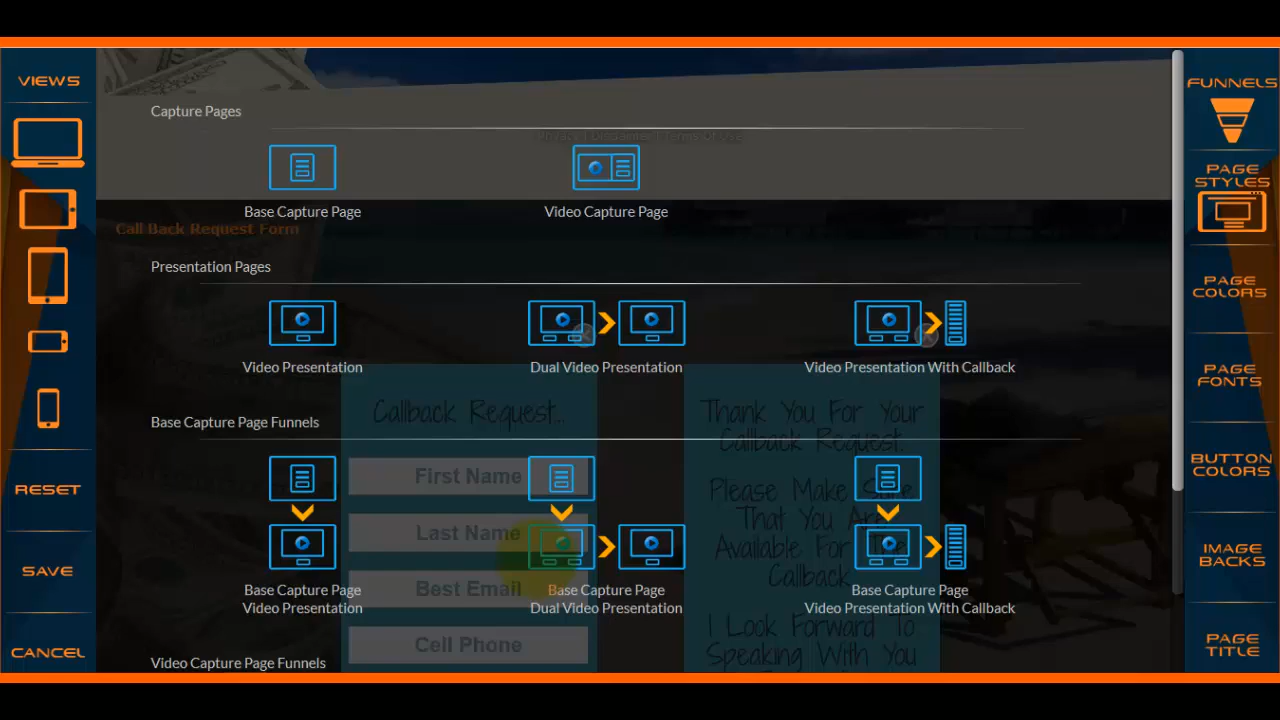 VIEWS
RESET
SAVE
CANCEL
Capture Pages
Privacy | Disclaimer | Terms Of Use
Base Capture Page
Video Capture Page
Call Back Request Form
Presentation Pages
Video Presentation
Dual Video Presentation
Video Presentation With Callback
Callback Request...
Thank You For Your
Callback Request.
Base Capture Page Funnels
First Name
Last Name
Best Email
Cell Phone
Please Make Sure
That You Are
Available For The
Callback
I Look Forward To
Speaking With You
Base Capture Page
Video Presentation
Base Capture Page
Dual Video Presentation
Base Capture Page
Video Presentation With Callback
Video Capture Page Funnels
FUNNELS
PAGE
STYLES
PAGE
COLORS
PAGE
FONTS
BUTTON
COLORS
IMAGE
BACKS
PAGE
TITLE